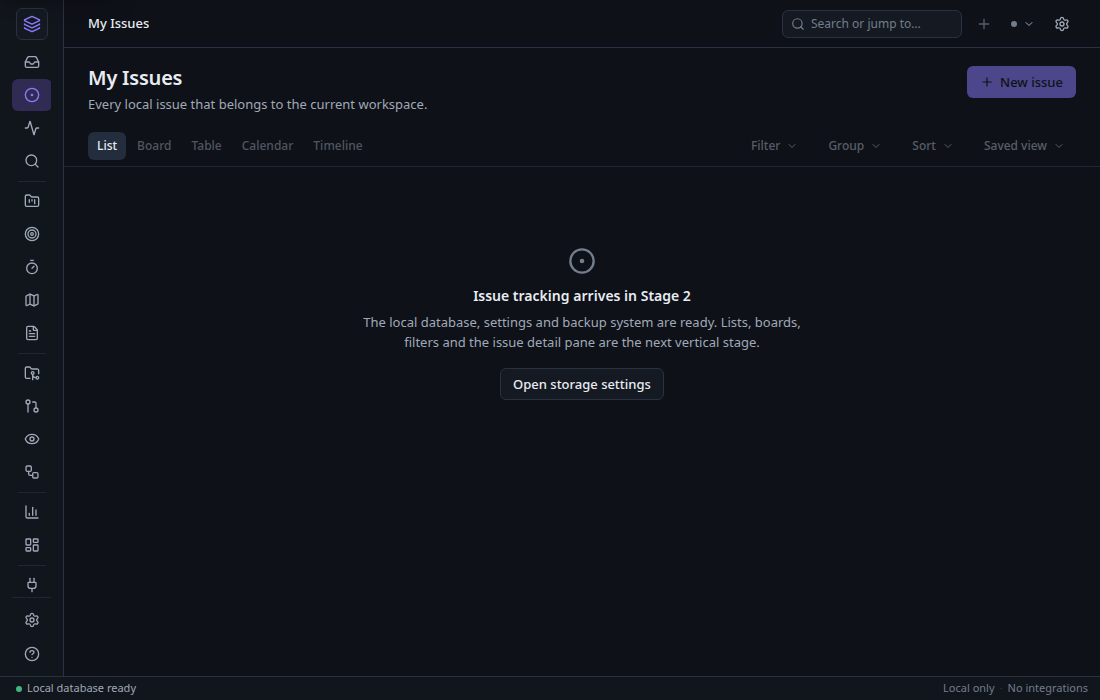 My Issues
Search or jump to...
My Issues
New issue
Every local issue that belongs to the current workspace.
List Board Table Calendar Timeline Filter Group Sort Saved view
Issue tracking arrives in Stage 2
The local database, settings and backup system are ready. Lists, boards,
filters and the issue detail pane are the next vertical stage.
Open storage settings
Local database ready
Local only · No integrations